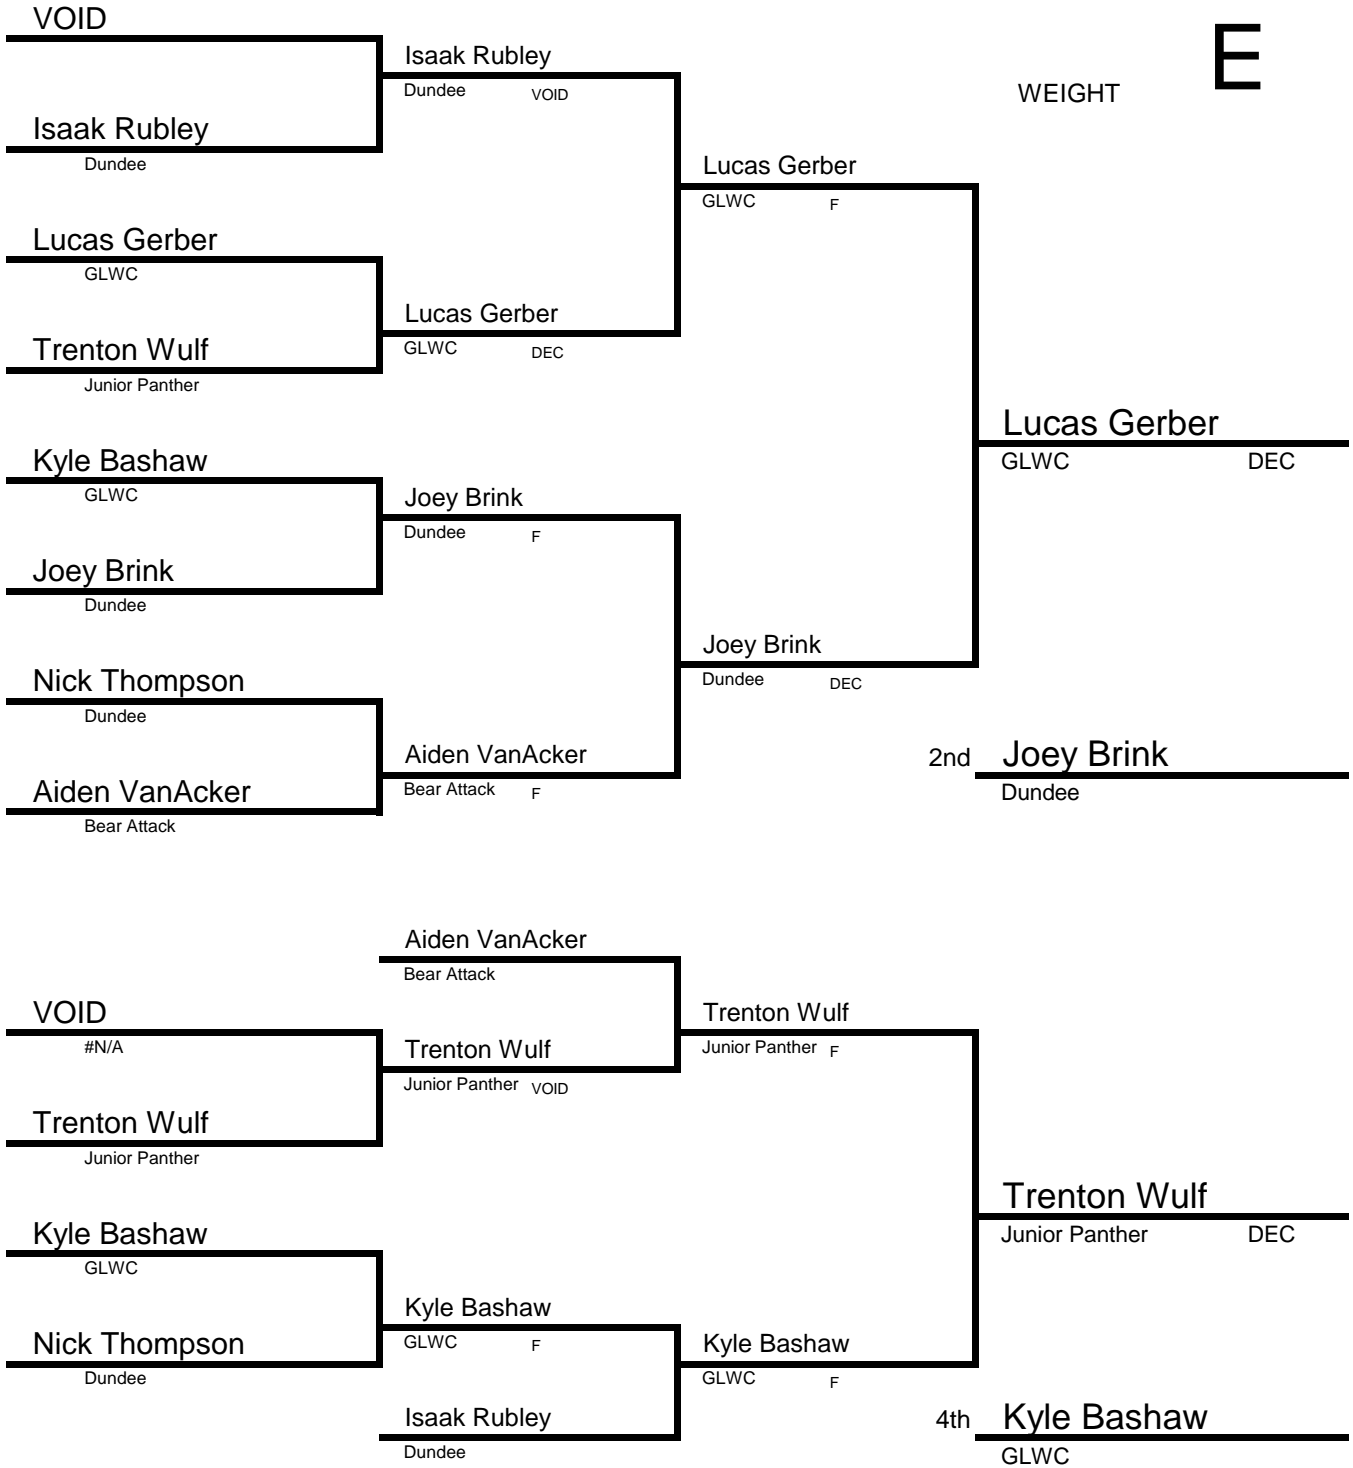 VOID
E
Isaak Rubley
Dundee VOID
WEIGHT
Isaak Rubley
Dundee
Lucas Gerber
GLWC F
Lucas Gerber
GLWC
Lucas Gerber
GLWC DEC
Trenton Wulf
Junior Panther
Lucas Gerber
GLWC DEC
Kyle Bashaw
GLWC
Joey Brink
Dundee F
Joey Brink
Dundee
Joey Brink
Dundee DEC
Nick Thompson
Dundee
Aiden VanAcker
Bear Attack F
2nd Joey Brink
Dundee
Aiden VanAcker
Bear Attack
Aiden VanAcker
Bear Attack
VOID
#N/A
Trenton Wulf
Junior Panther F
Trenton Wulf
Junior Panther VOID
Trenton Wulf
Junior Panther
Trenton Wulf
Junior Panther DEC
Kyle Bashaw
GLWC
Kyle Bashaw
GLWC F
Nick Thompson
Dundee
Kyle Bashaw
GLWC F
Isaak Rubley
Dundee
4th Kyle Bashaw
GLWC